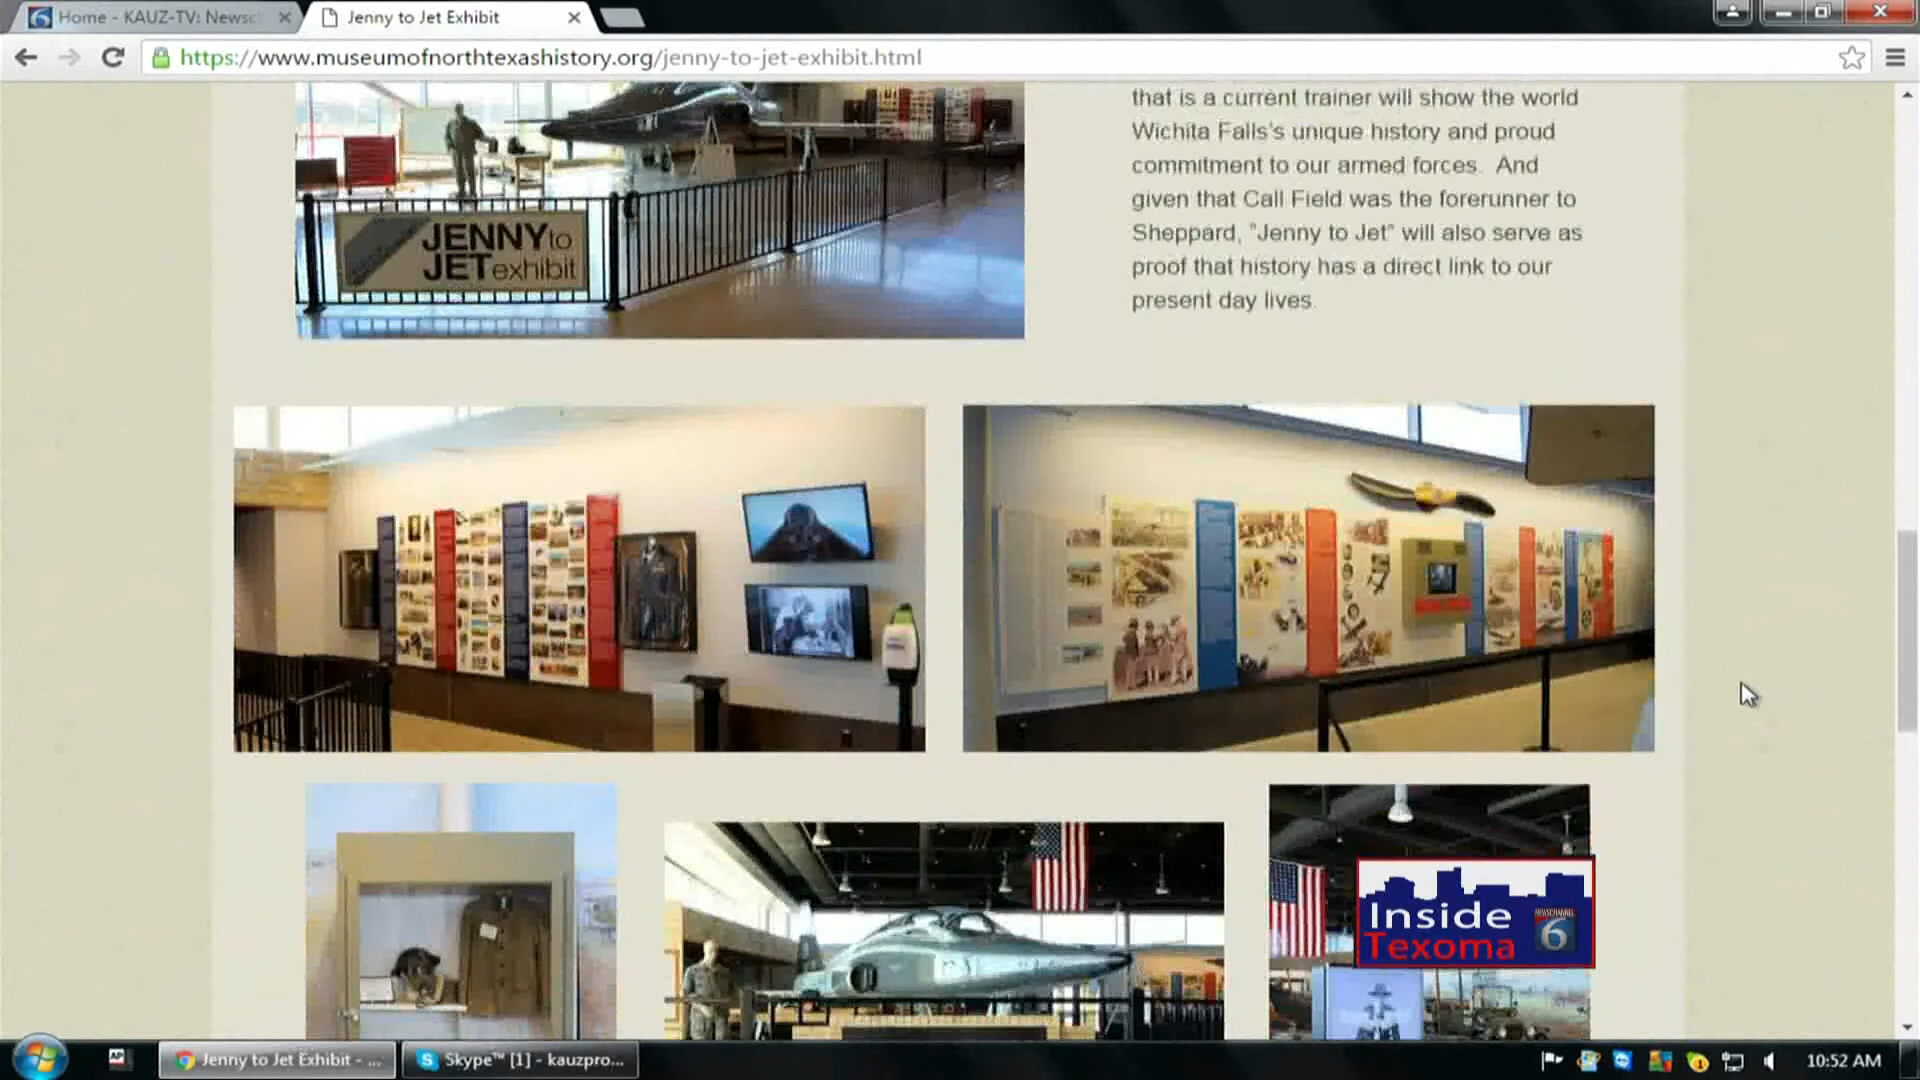 Home - KAUZ-TV: Newsc
Jenny to Jet Exhibit
https://www.museumofnorthtexashistory.org/jenny-to-jet-exhibit.html
that is a current trainer will show the world
Wichita Falls's unique history and proud
commitment to our armed forces. And
given that Call Field was the forerunner to
Sheppard, "Jenny to Jet" will also serve as
proof that history has a direct link to our
present day lives.
JENNY to
JET exhibit
Inside
Texoma
NEWSCHANNEL
6
AP
Jenny to Jet Exhibit - ...
Skype™ [1] - kauzpro...
10:52 AM